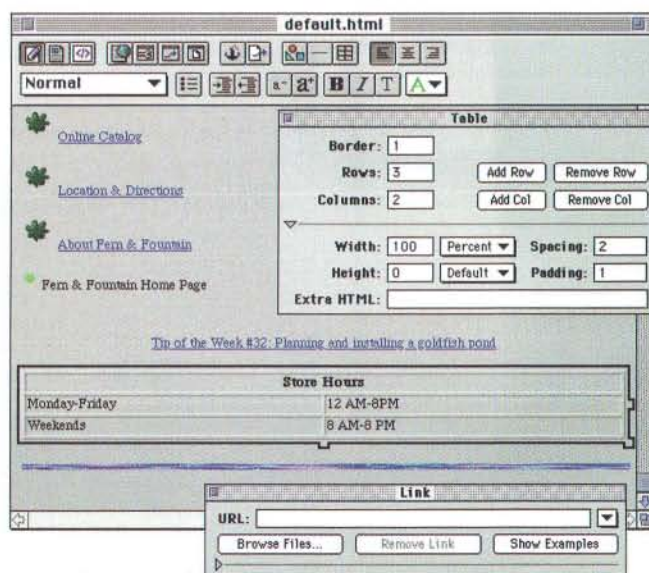 default.html
Normal
a- a+ B I T A
Online Catalog
Location & Directions
About Fern & Fountain
Fern & Fountain Home Page
Table
Border: 1
Rows: 3 Add Row Remove Row
Columns: 2 Add Col Remove Col
Width: 100 Percent Spacing: 2
Height: 0 Default Padding: 1
Extra HTML:
Tip of the Week #32: Planning and installing a goldfish pond
Store Hours
Monday-Friday 12 AM-8PM
Weekends 8 AM-8 PM
Link
URL:
Browse Files... Remove Link Show Examples